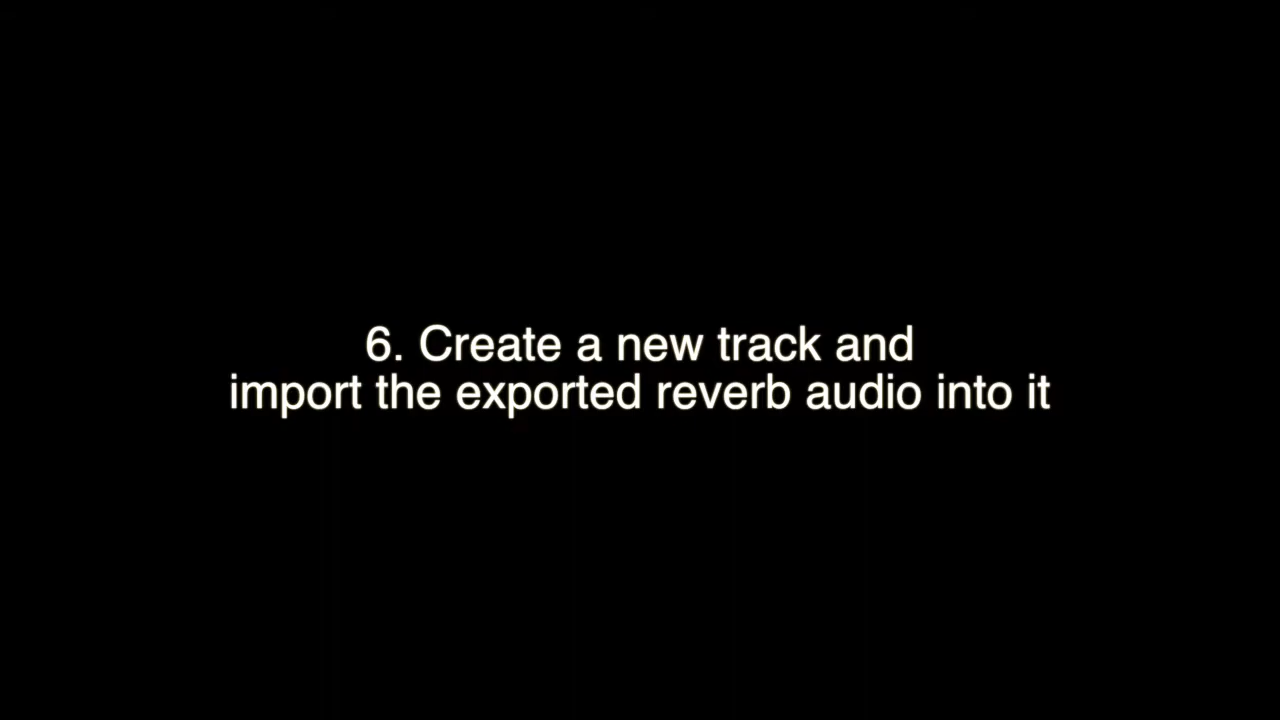 6. Create a new track and
import the exported reverb audio into it